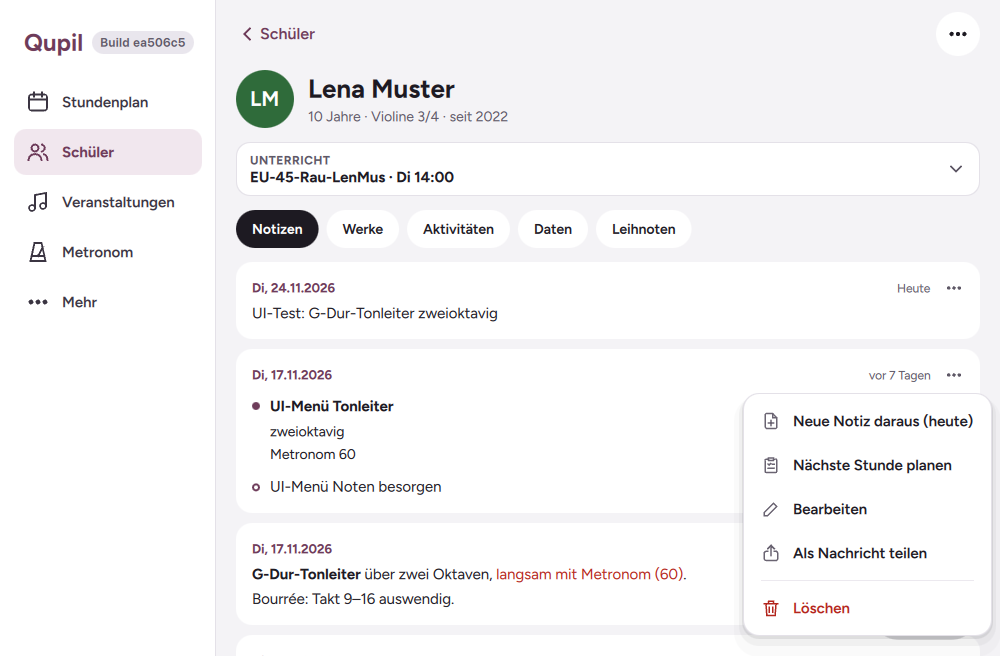 Qupil
Build ea506c5
Stundenplan
Schüler
Veranstaltungen
Metronom
Mehr
Schüler
LM
Lena Muster
10 Jahre · Violine 3/4 · seit 2022
UNTERRICHT
EU-45-Rau-LenMus · Di 14:00
Notizen
Werke
Aktivitäten
Daten
Leihnoten
Di, 24.11.2026
Heute
UI-Test: G-Dur-Tonleiter zweioktavig
Di, 17.11.2026
vor 7 Tagen
UI-Menü Tonleiter
zweioktavig
Metronom 60
UI-Menü Noten besorgen
Neue Notiz daraus (heute)
Nächste Stunde planen
Bearbeiten
Als Nachricht teilen
Löschen
Di, 17.11.2026
G-Dur-Tonleiter über zwei Oktaven, langsam mit Metronom (60).
Bourrée: Takt 9–16 auswendig.